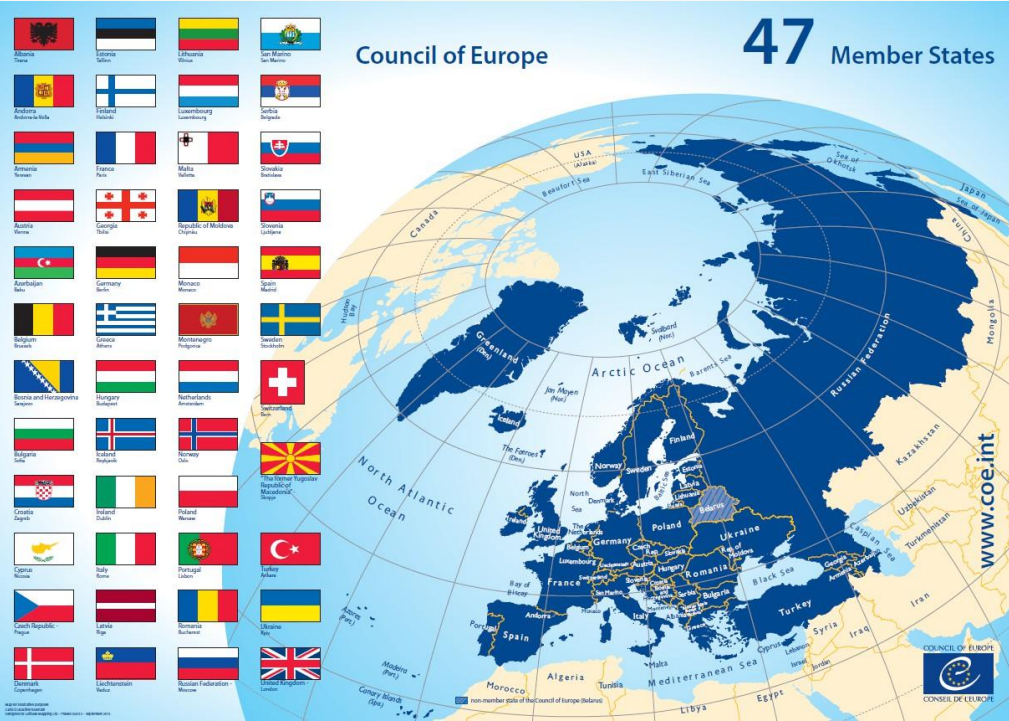 Council of Europe
47 Member States
Albania
Tirana
Estonia
Tallinn
Lithuania
Vilnius
San Marino
San Marino
Andorra
Andorra-la-Vella
Finland
Helsinki
Luxembourg
Luxembourg
Serbia
Belgrade
Armenia
Yerevan
France
Paris
Malta
Valletta
Slovakia
Bratislava
Austria
Vienna
Georgia
Tbilisi
Republic of Moldova
Chişinău
Slovenia
Ljubljana
Azerbaijan
Baku
Germany
Berlin
Monaco
Monaco
Spain
Madrid
Belgium
Brussels
Greece
Athens
Montenegro
Podgorica
Sweden
Stockholm
Bosnia and Herzegovina
Sarajevo
Hungary
Budapest
Netherlands
Amsterdam
Switzerland
Bern
Bulgaria
Sofia
Iceland
Reykjavik
Norway
Oslo
"The former Yugoslav
Republic of
Macedonia"
Skopje
Croatia
Zagreb
Ireland
Dublin
Poland
Warsaw
Cyprus
Nicosia
Italy
Rome
Portugal
Lisbon
Turkey
Ankara
Czech Republic -
Prague
Latvia
Riga
Romania
Bucharest
Ukraine
Kyiv
Denmark
Copenhagen
Liechtenstein
Vaduz
Russian Federation -
Moscow
United Kingdom -
London
USA
(Alaska)
Beaufort Sea
East Siberian Sea
Sea of
Okhotsk
Japan
Sea of Japan
China
Mongolia
Canada
Hudson
Bay
Greenland
(Den.)
Svalbard
(Nor.)
Arctic Ocean
Barents Sea
Russian Federation
Jan Mayen
(Nor.)
Iceland
The Faroes
(Den.)
North Atlantic
Ocean
Finland
Norway
Sweden
Estonia
Latvia
Lithuania
Baltic Sea
Belarus
North
Sea
Denmark
Ireland
United
Kingdom
The
Netherlands
Belgium
Luxembourg
Germany
Poland
Ukraine
Czech
Rep.
Slovakia
Rep. of
Moldova
Austria
Hungary
Romania
France
Slovenia
San Marino
Serbia
Bulgaria
Black Sea
Georgia
Armenia
Caspian Sea
Kazakhstan
Uzbekistan
Turkmenistan
Bay of
Biscay
Monaco
Andorra
Italy
Greece
Turkey
Portugal
Spain
Azores
(Port.)
Madeira
(Port.)
Canary Islands
(Spa.)
Malta
Mediterranean Sea
Cyprus
Lebanon
Syria
Iraq
Iran
Israel
Jordan
Morocco
Algeria
Tunisia
Libya
Egypt
non-member state of the Council of Europe (Belarus)
www.coe.int
COUNCIL OF EUROPE
CONSEIL DE L'EUROPE